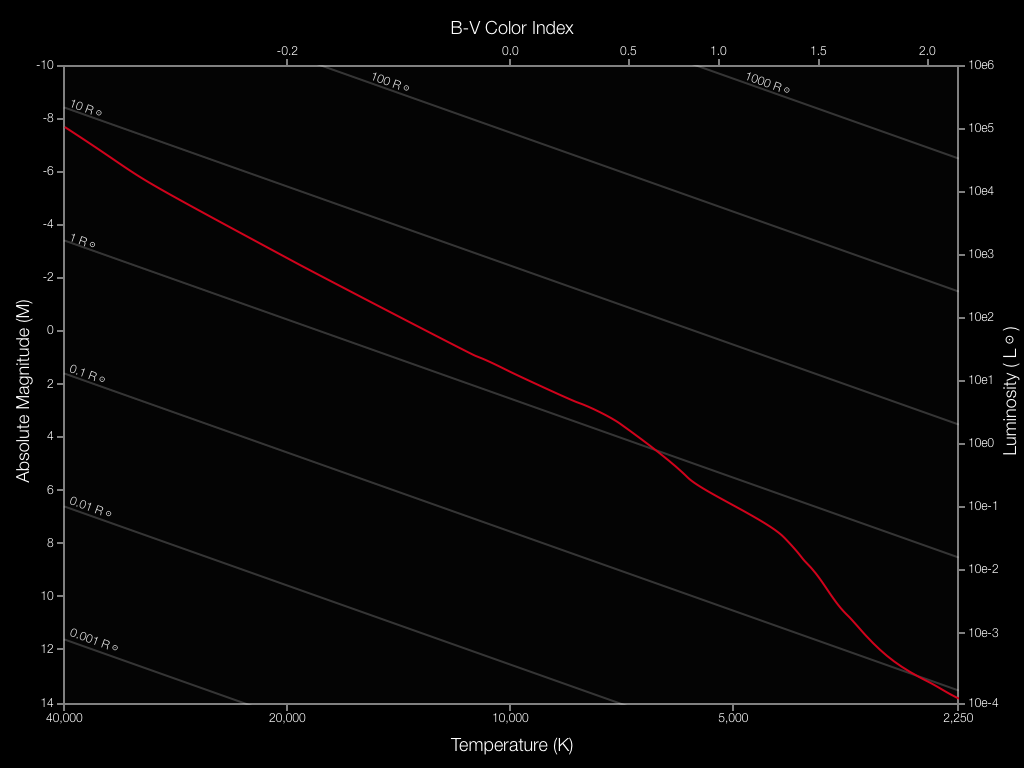 B-V Color Index
-0.2 0.0 0.5 1.0 1.5 2.0
-10 10e6
100 R⊙ 1000 R⊙
10 R⊙
-8 10e5
-6 10e4
-4
1 R⊙
10e3
-2
10e2
0
Absolute Magnitude (M)
Luminosity ( L⊙)
0.1 R⊙
2 10e1
4 10e0
6
0.01 R⊙
10e-1
8
10e-2
10
0.001 R⊙
10e-3
12
14 10e-4
40,000 20,000 10,000 5,000 2,250
Temperature (K)